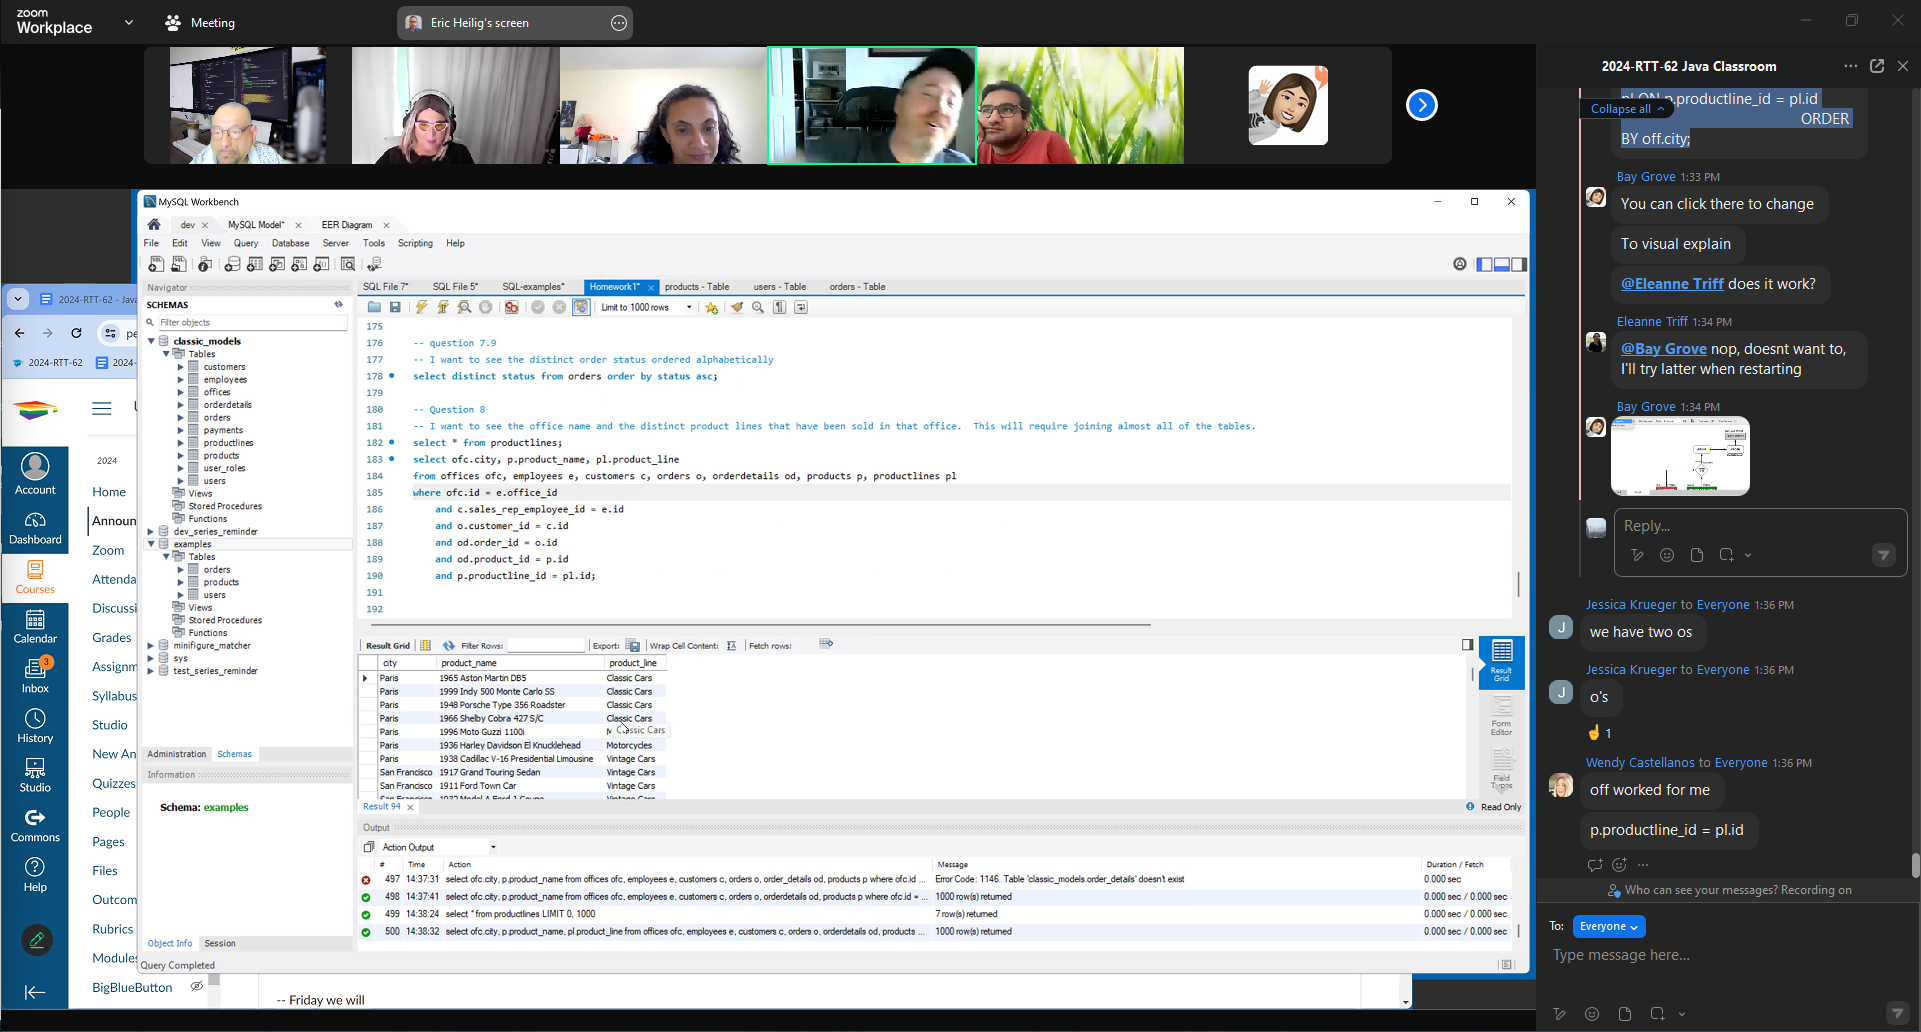 zoom
Workplace
Meeting
Eric Heilig's screen
2024-RTT-62 Java Classroom
Collapse all
pl ON p.productline_id = pl.id
ORDER
BY off.city;
Bay Grove 1:33 PM
You can click there to change
To visual explain
@Eleanne Triff does it work?
Eleanne Triff 1:34 PM
@Bay Grove nop, doesnt want to,
I'll try latter when restarting
Bay Grove 1:34 PM
Reply...
Jessica Krueger to Everyone 1:36 PM
J
we have two os
Jessica Krueger to Everyone 1:36 PM
J
o's
1
Wendy Castellanos to Everyone 1:36 PM
off worked for me
p.productline_id = pl.id
Who can see your messages? Recording on
To: Everyone
Type message here...
MySQL Workbench
dev
MySQL Model*
EER Diagram
File Edit View Query Database Server Tools Scripting Help
Navigator
SCHEMAS
Filter objects
classic_models
Tables
customers
employees
offices
orderdetails
orders
payments
productlines
products
user_roles
users
Views
Stored Procedures
Functions
dev_series_reminder
examples
Tables
orders
products
users
Views
Stored Procedures
Functions
minifigure_matcher
sys
test_series_reminder
Administration Schemas
Information
Schema: examples
Object Info Session
Query Completed
SQL File 7* SQL File 5* SQL-examples* Homework1* products - Table users - Table orders - Table
Limit to 1000 rows
175
176 -- question 7.9
177 -- I want to see the distinct order status ordered alphabetically
178 select distinct status from orders order by status asc;
179
180 -- Question 8
181 -- I want to see the office name and the distinct product lines that have been sold in that office. This will require joining almost all of the tables.
182 select * from productlines;
183 select ofc.city, p.product_name, pl.product_line
184 from offices ofc, employees e, customers c, orders o, orderdetails od, products p, productlines pl
185 where ofc.id = e.office_id
186 and c.sales_rep_employee_id = e.id
187 and o.customer_id = c.id
188 and od.order_id = o.id
189 and od.product_id = p.id
190 and p.productline_id = pl.id;
191
192
Result Grid Filter Rows: Export: Wrap Cell Content: Fetch rows:
city product_name product_line
Paris 1965 Aston Martin DB5 Classic Cars
Paris 1999 Indy 500 Monte Carlo SS Classic Cars
Paris 1948 Porsche Type 356 Roadster Classic Cars
Paris 1966 Shelby Cobra 427 S/C Classic Cars
Paris 1996 Moto Guzzi 1100i
Classic Cars
Paris 1936 Harley Davidson El Knucklehead Motorcycles
Paris 1938 Cadillac V-16 Presidential Limousine Vintage Cars
San Francisco 1917 Grand Touring Sedan Vintage Cars
San Francisco 1911 Ford Town Car Vintage Cars
Result Grid
Form Editor
Field Types
Result 94
Read Only
Output
Action Output
# Time Action Message Duration / Fetch
497 14:37:31 select ofc.city, p.product_name from offices ofc, employees e, customers c, orders o, order_details od, products p where ofc.id ... Error Code: 1146. Table 'classic_models.order_details' doesn't exist 0.000 sec
498 14:37:41 select ofc.city, p.product_name from offices ofc, employees e, customers c, orders o, orderdetails od, products p where ofc.id = ... 1000 row(s) returned 0.000 sec / 0.000 sec
499 14:38:24 select * from productlines LIMIT 0, 1000 7 row(s) returned 0.000 sec / 0.000 sec
500 14:38:32 select ofc.city, p.product_name, pl.product_line from offices ofc, employees e, customers c, orders o, orderdetails od, products ... 1000 row(s) returned 0.000 sec / 0.000 sec
2024-RTT-62 - Java
2024-RTT-62
2024-
Account
Dashboard
Courses
Calendar
3
Inbox
History
Studio
Commons
Help
2024
Home
Announ
Zoom
Attenda
Discussi
Grades
Assignm
Syllabus
Studio
New An
Quizzes
People
Pages
Files
Outcom
Rubrics
Modules
BigBlueButton
-- Friday we will